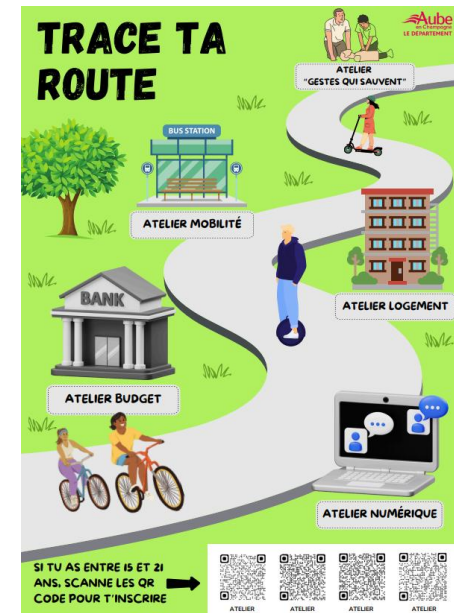 TRACE TA
ROUTE
Aube
en Champagne
LE DÉPARTEMENT
ATELIER
"GESTES QUI SAUVENT"
BUS STATION
ATELIER MOBILITÉ
ATELIER LOGEMENT
BANK
ATELIER BUDGET
ATELIER NUMÉRIQUE
SI TU AS ENTRE 15 ET 21
ANS, SCANNE LES QR
CODE POUR T'INSCRIRE
ATELIER
ATELIER
ATELIER
ATELIER